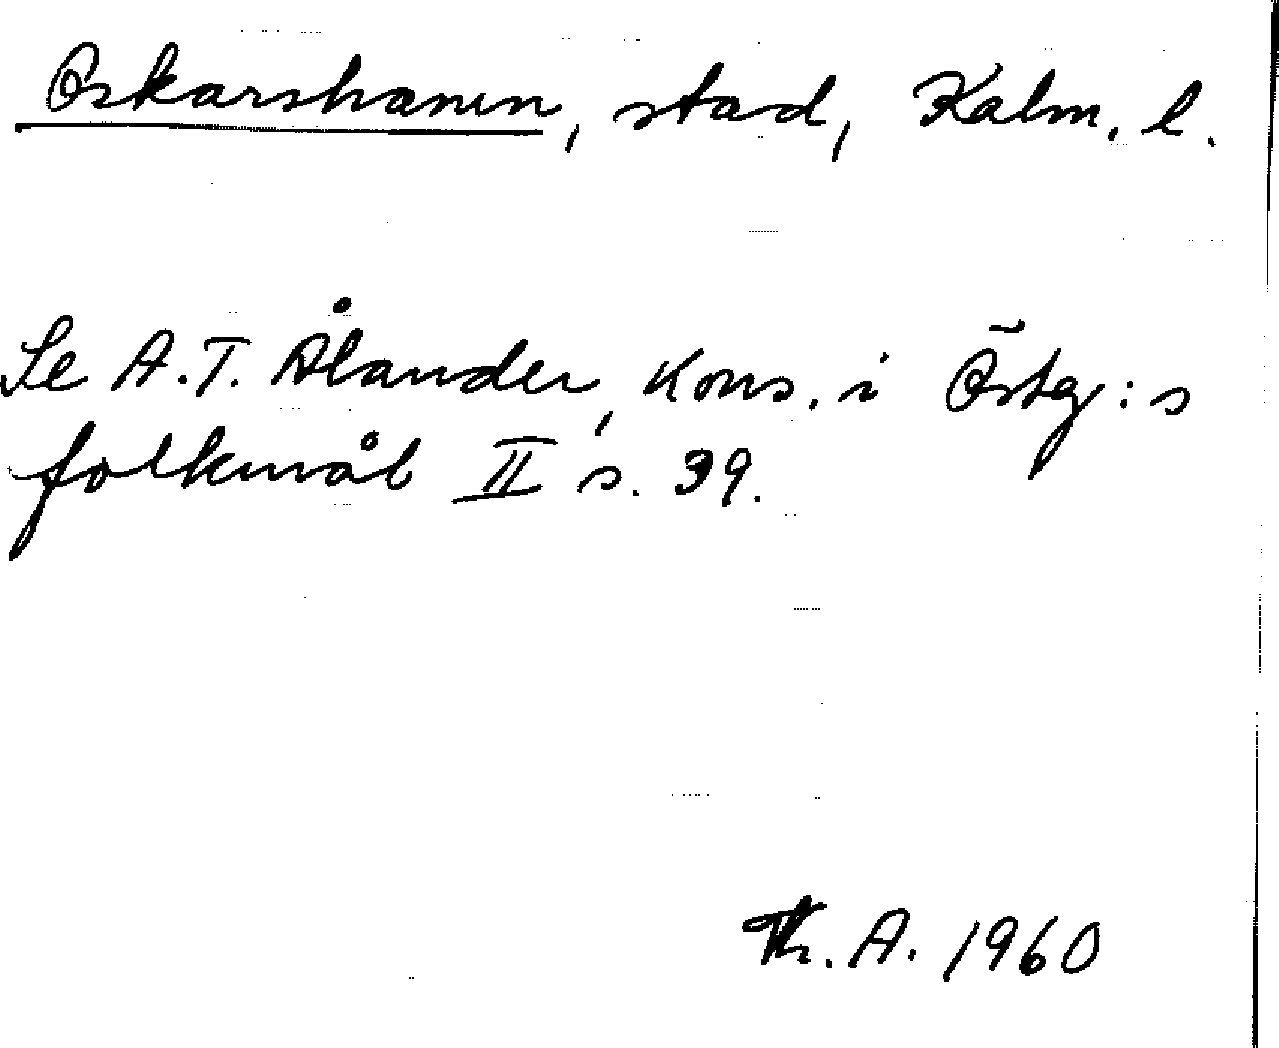 Oskarshamn, stad, Kalm. l.
Se A.T. Ålander, Kons. i Östg:s
folkmål II s. 39.
Th. A. 1960